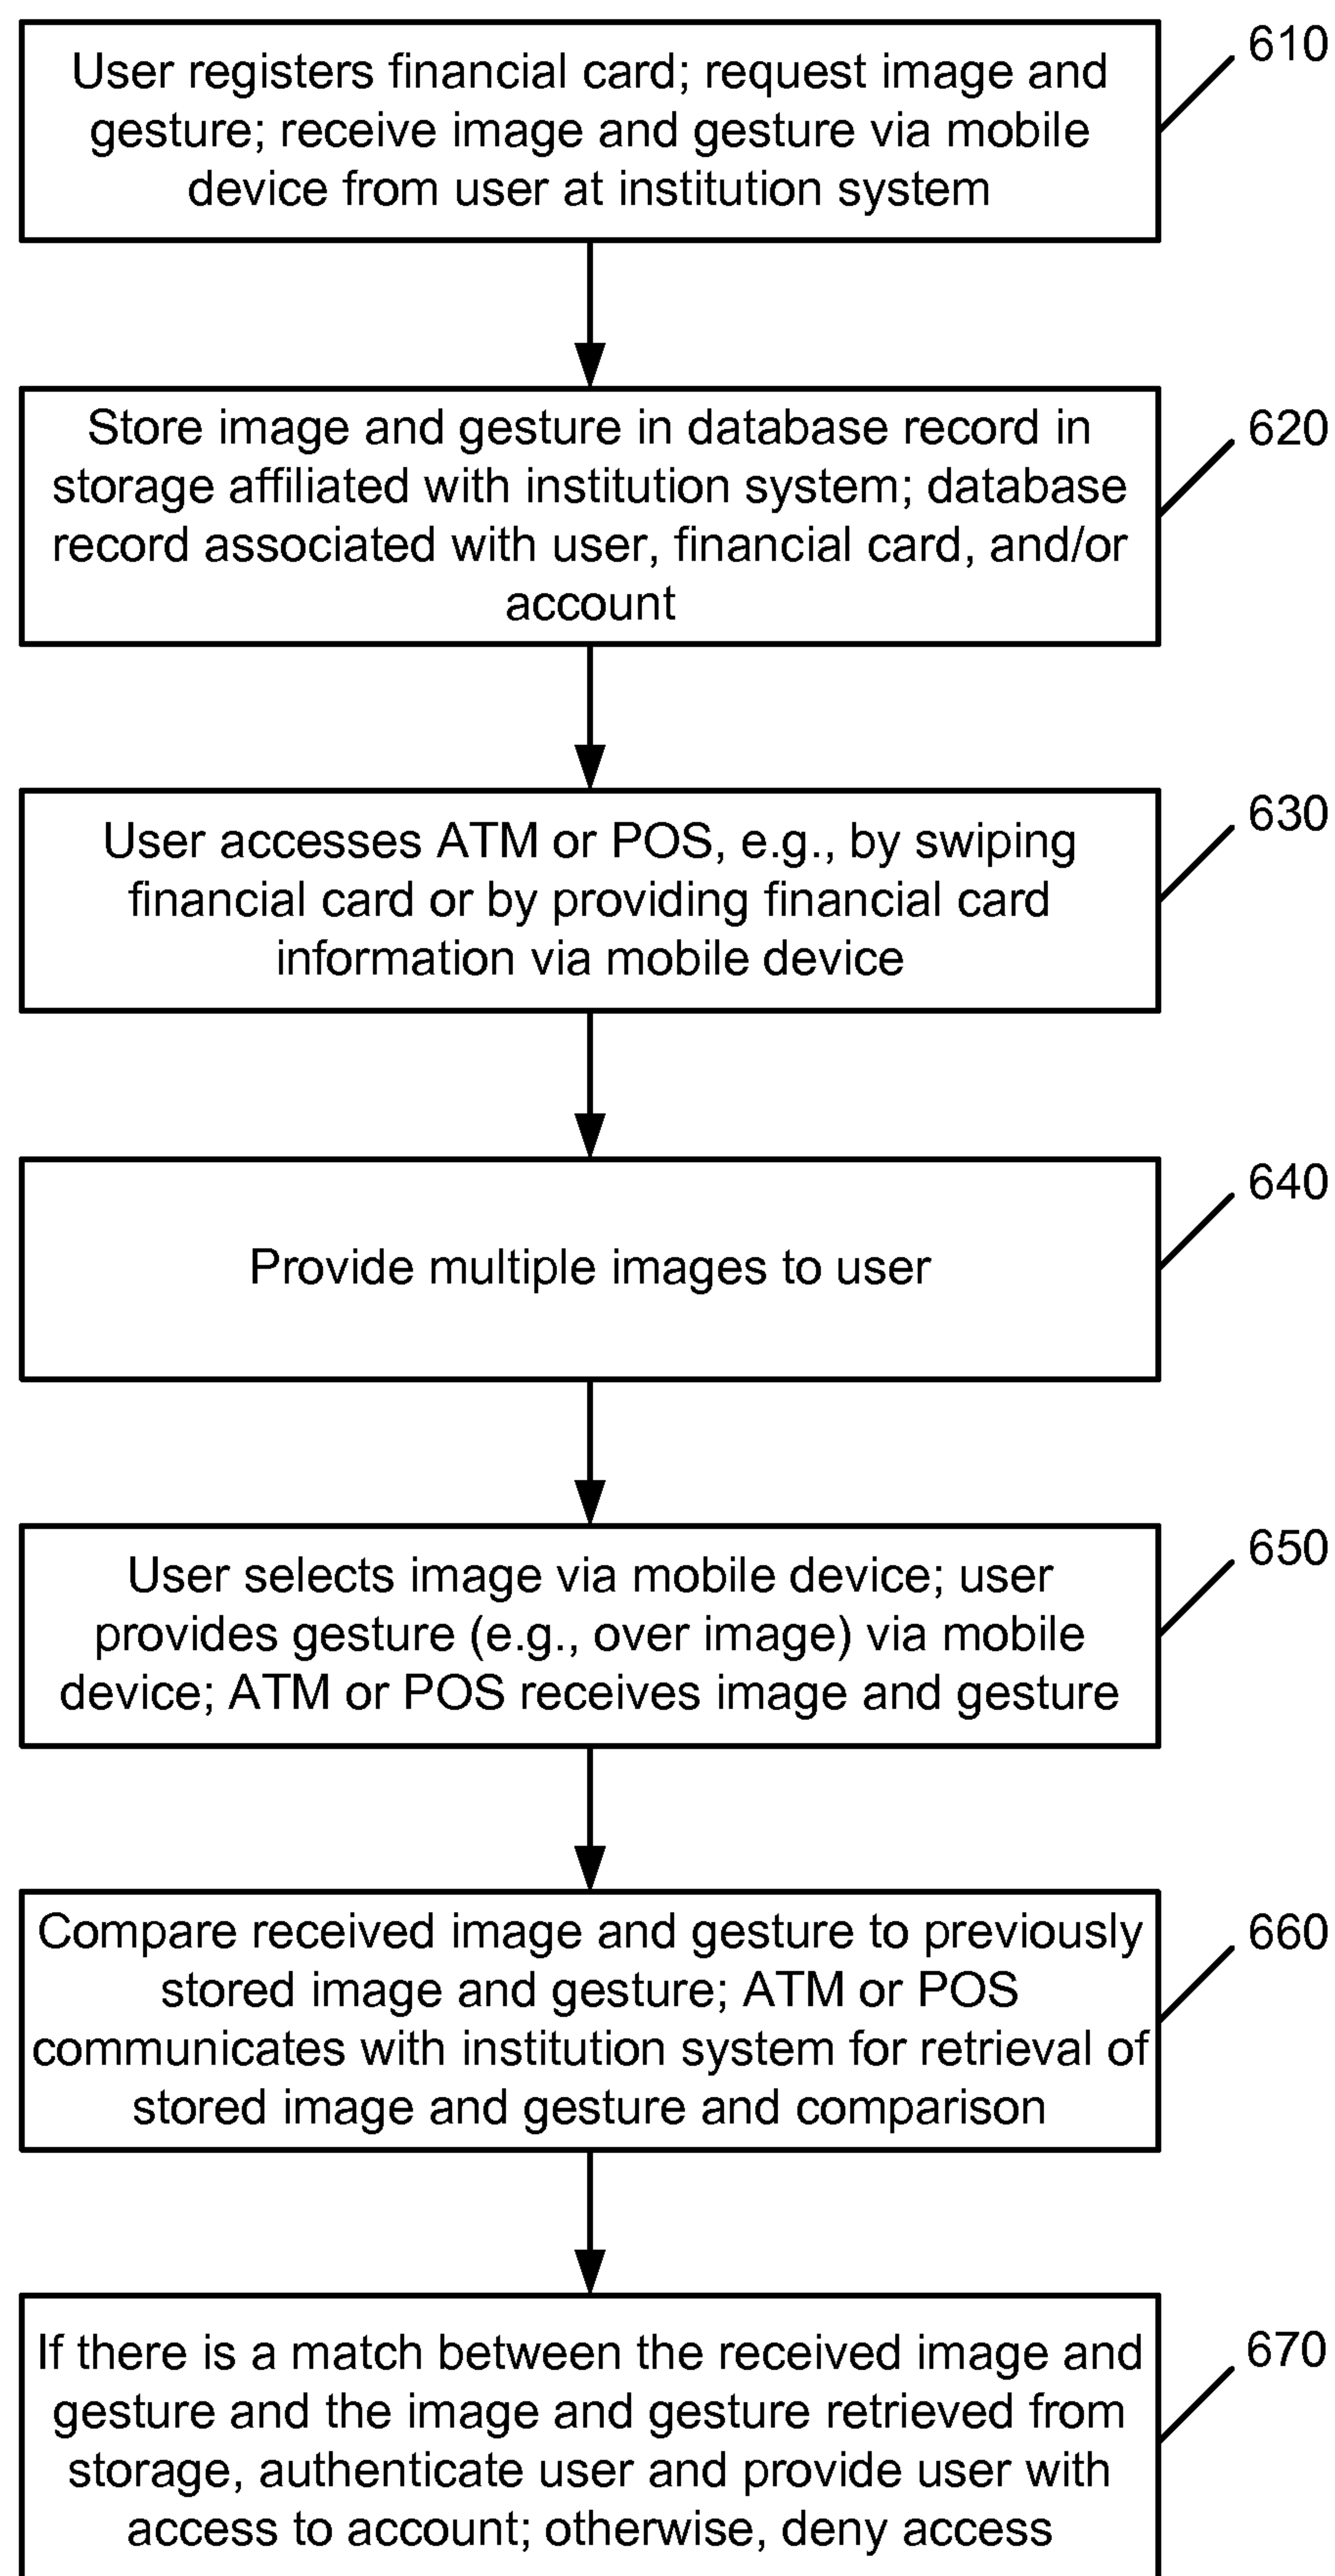 User registers financial card; request image and
gesture; receive image and gesture via mobile
device from user at institution system
610
Store image and gesture in database record in
storage affiliated with institution system; database
record associated with user, financial card, and/or
account
620
User accesses ATM or POS, e.g., by swiping
financial card or by providing financial card
information via mobile device
630
Provide multiple images to user
640
User selects image via mobile device; user
provides gesture (e.g., over image) via mobile
device; ATM or POS receives image and gesture
650
Compare received image and gesture to previously
stored image and gesture; ATM or POS
communicates with institution system for retrieval of
stored image and gesture and comparison
660
If there is a match between the received image and
gesture and the image and gesture retrieved from
storage, authenticate user and provide user with
access to account; otherwise, deny access
670